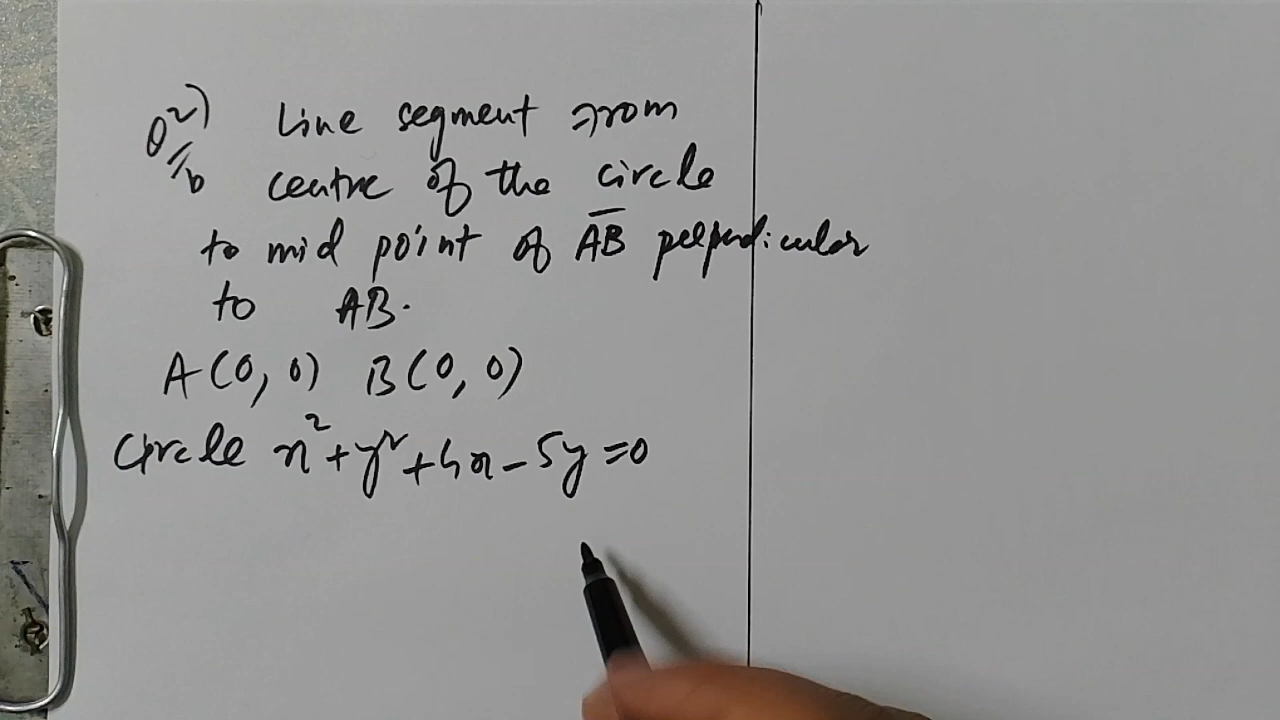 Q2) Line segment from
centre of the circle
to mid point of AB perpendicular
to AB.
A(0, 0) B(0, 0)
Circle x²+y²+4x-5y=0